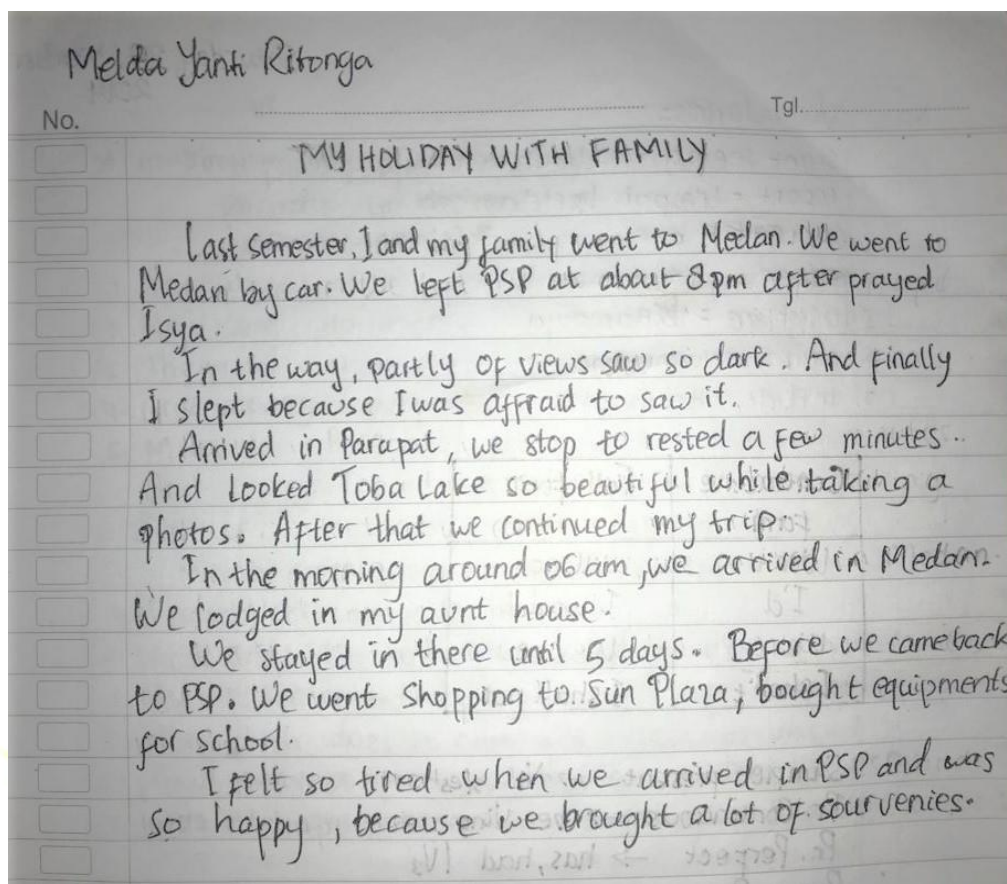 Melda Yanti Ritonga
No.
Tgl.
MY HOLIDAY WITH FAMILY
Last semester, I and my family went to Medan. We went to
Medan by car. We left PSP at about 8 pm after prayed
Isya.
In the way, partly of views saw so dark. And finally
I slept because I was affraid to saw it.
Arrived in Parapat, we stop to rested a few minutes..
And looked Toba Lake so beautiful while taking a
photos. After that we continued my trip.
In the morning around 06 am, we arrived in Medan.
We lodged in my aunt house.
We stayed in there until 5 days. Before we came back
to PSP. We went shopping to Sun Plaza, bought equipments
for school.
I felt so tired when we arrived in PSP and was
so happy, because we brought a lot of sourvenies.